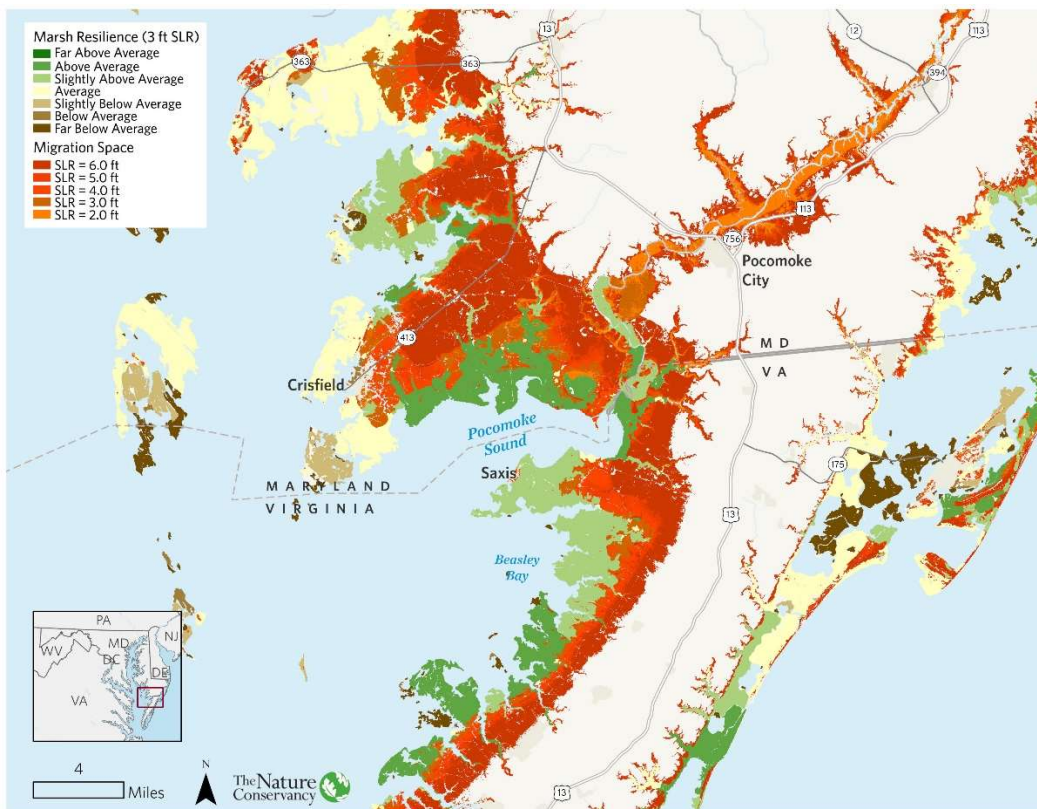 Marsh Resilience (3 ft SLR)
Far Above Average
Above Average
Slightly Above Average
Average
Slightly Below Average
Below Average
Far Below Average
Migration Space
SLR = 6.0 ft
SLR = 5.0 ft
SLR = 4.0 ft
SLR = 3.0 ft
SLR = 2.0 ft
13
12
113
363
363
394
113
756
Pocomoke
City
413
MD
VA
Crisfield
Pocomoke
Sound
Saxis
175
MARYLAND
VIRGINIA
13
Beasley
Bay
PA
WV
MD
NJ
DC
DE
VA
4
Miles
N
The Nature
Conservancy
13